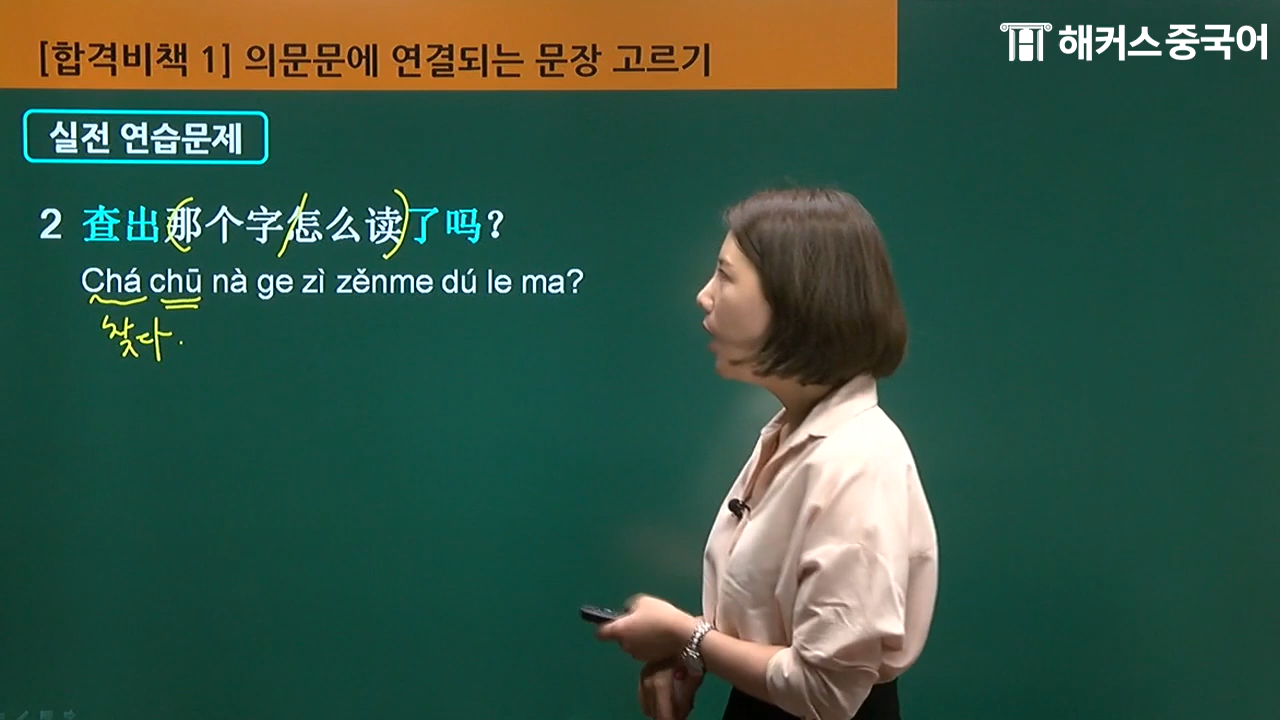 [합격비책 1] 의문문에 연결되는 문장 고르기
해커스중국어
실전 연습문제
2 查出那个字怎么读了吗?
Chá chū nà ge zì zěnme dú le ma?
찾다.